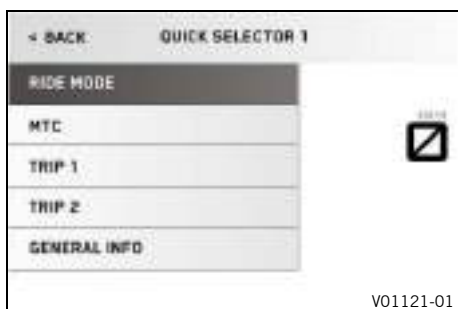 < BACK QUICK SELECTOR 1
RIDE MODE
MTC
TRIP 1
TRIP 2
GENERAL INFO
V01121-01